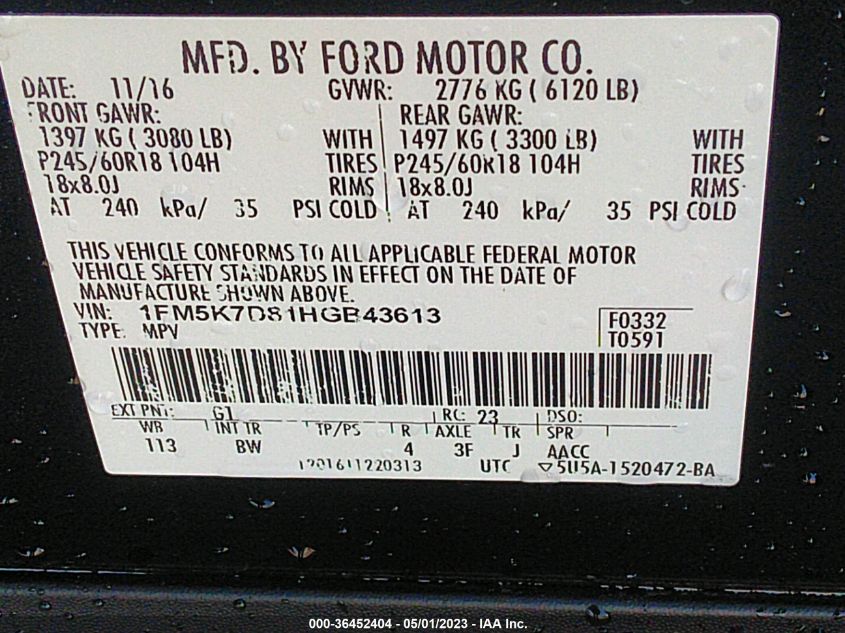 MFD. BY FORD MOTOR CO.
DATE: 11/16 GVWR: 2776 KG ( 6120 LB)
FRONT GAWR: REAR GAWR:
1397 KG ( 3080 LB) WITH 1497 KG ( 3300 LB) WITH
P245/60R18 104H TIRES P245/60R18 104H TIRES
18x8.0J RIMS 18x8.0J RIMS
AT 240 kPa/ 35 PSI COLD AT 240 kPa/ 35 PSI COLD
THIS VEHICLE CONFORMS TO ALL APPLICABLE FEDERAL MOTOR
VEHICLE SAFETY STANDARDS IN EFFECT ON THE DATE OF
MANUFACTURE SHOWN ABOVE.
VIN: 1FM5K7D81HGB43613
TYPE: MPV
F0332
T0591
EXT PNT: G1 RC: 23 DSO:
WB INT TR TP/PS R AXLE TR SPR
113 BW 4 3F J AACC
UTC 5U5A-1520472-BA
000-36452404 - 05/01/2023 - IAA Inc.